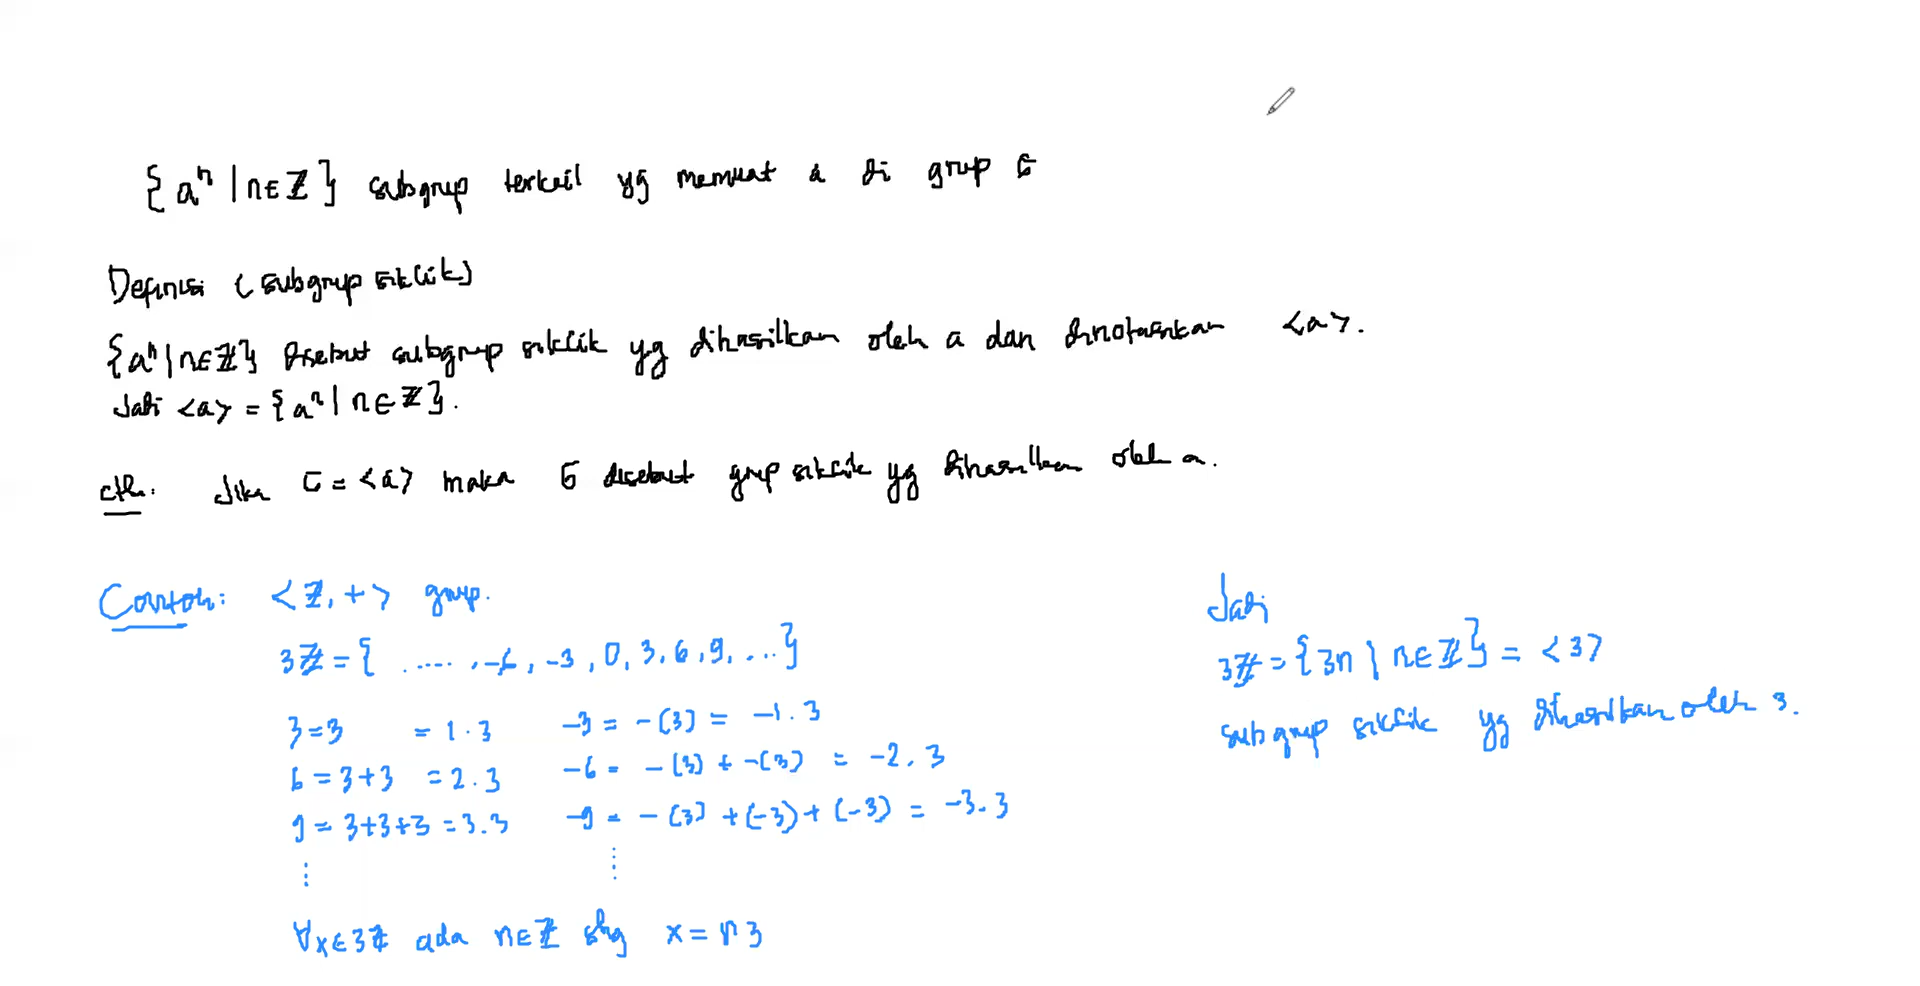 {aⁿ | n∈ℤ} subgrup terkecil yg memuat a di grup G
Definisi (subgrup siklik)
{aⁿ | n∈ℤ} disebut subgrup siklik yg dihasilkan oleh a dan dinotasikan <a>.
Jadi <a> = {aⁿ | n∈ℤ}.
Jika G = <a> maka G disebut grup siklik yg dihasilkan oleh a.
Contoh: <ℤ, +> grup.
3ℤ = { ....., -6, -3, 0, 3, 6, 9, ...}
3=3 = 1.3 -3 = -(3) = -1.3
6 = 3+3 = 2.3 -6 = -(3) + -(3) = -2.3
9 = 3+3+3 = 3.3 -9 = -(3) + (-3) + (-3) = -3.3
⋮ ⋮
∀x∈3ℤ ada n∈ℤ shg x = n3
Jadi
3ℤ = {3n | n∈ℤ} = <3>
subgrup siklik yg dihasilkan oleh 3.